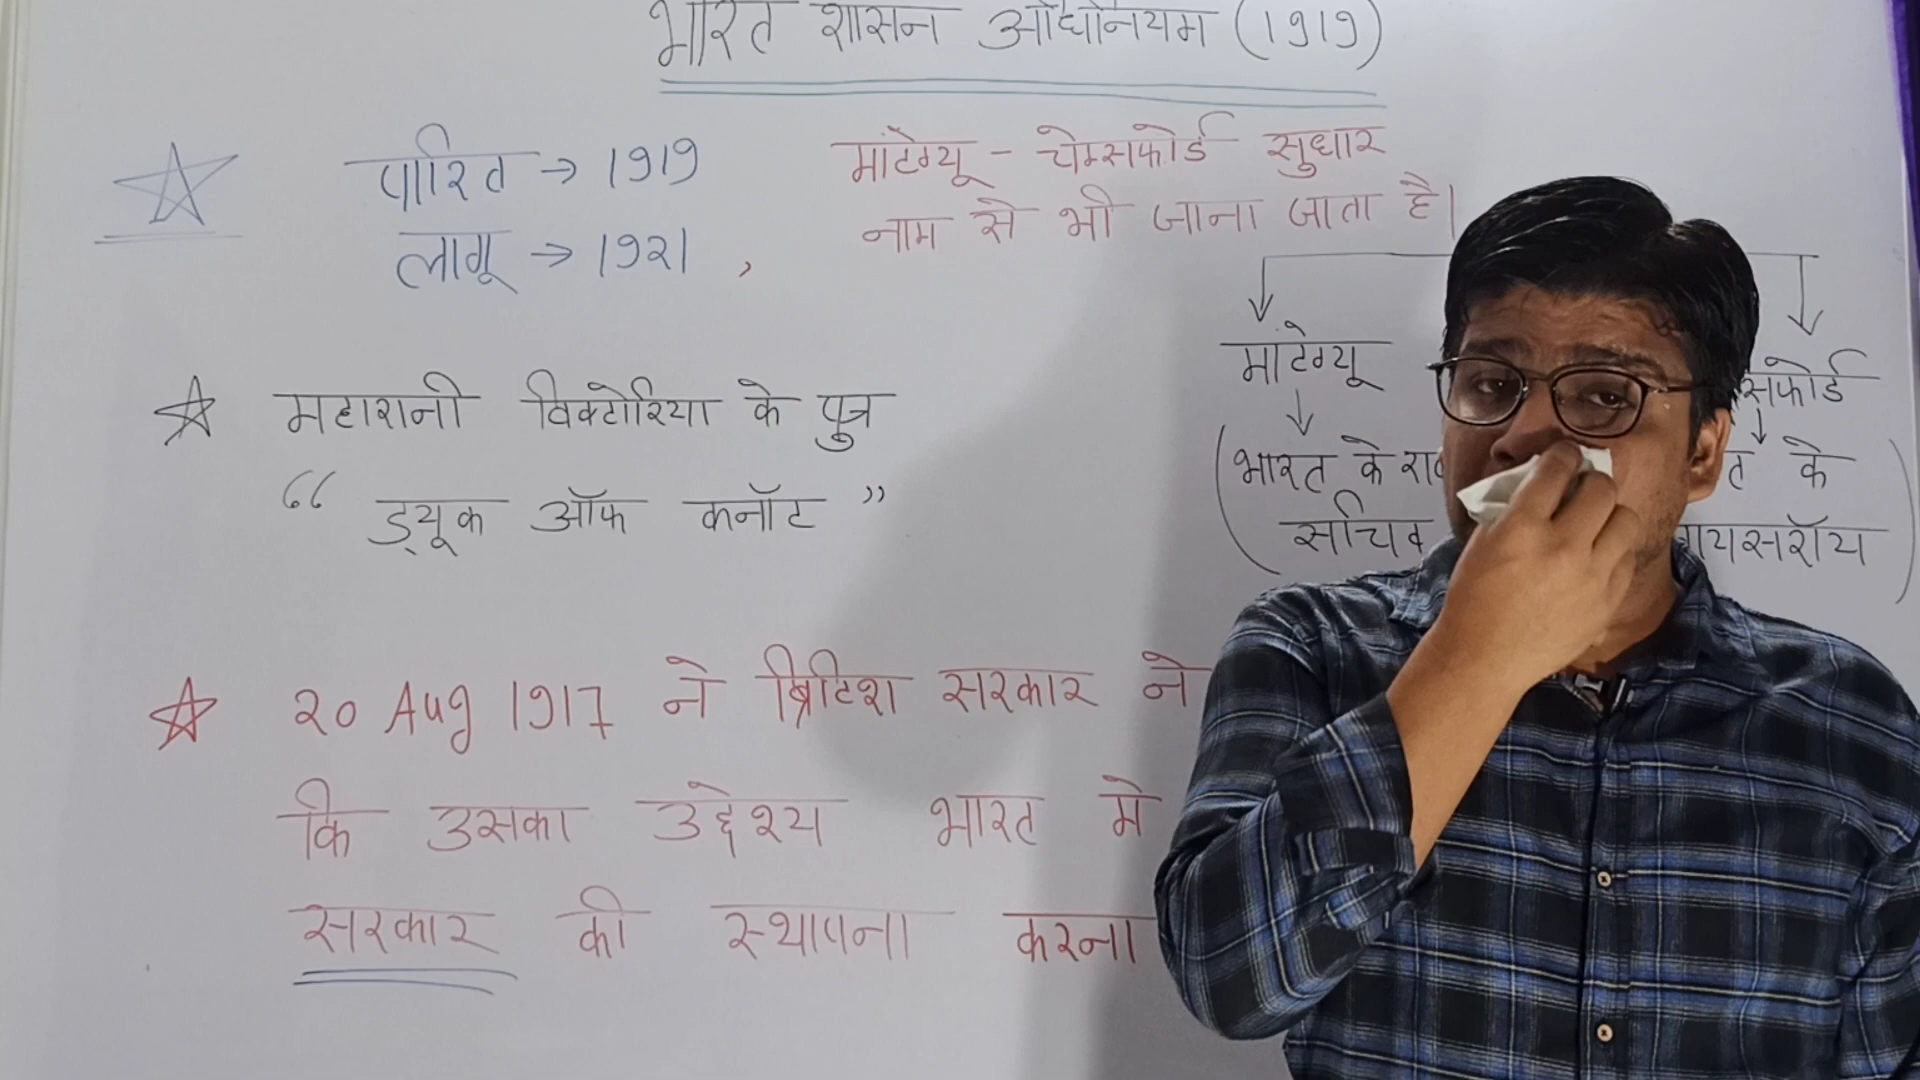 भारत शासन अधिनियम (1919)
पारित → 1919
लागू → 1921 ,
मांटेग्यू - चेम्सफोर्ड सुधार
नाम से भी जाना जाता है।
मांटेग्यू
भारत के
सचिव
सफोर्ड
के
महारानी विक्टोरिया के पुत्र
“ ड्यूक ऑफ कनॉट ”
20 Aug 1917 ने ब्रिटिश सरकार ने
कि उसका उद्देश्य भारत मे
सरकार की स्थापना करना